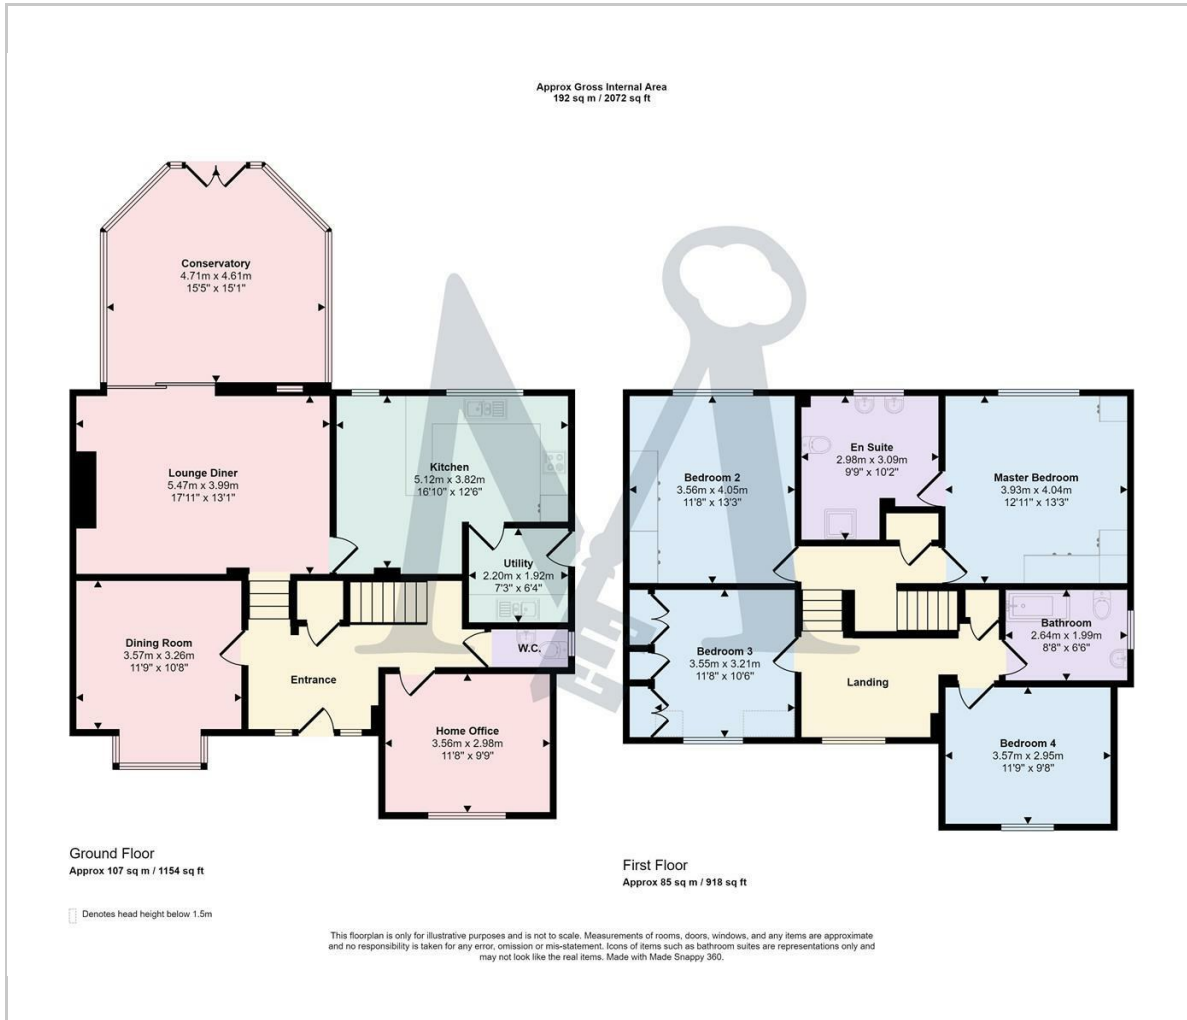 Approx Gross Internal Area
192 sq m / 2072 sq ft
Conservatory
4.71m x 4.61m
15'5" x 15'1"
Lounge Diner
5.47m x 3.99m
17'11" x 13'1"
Kitchen
5.12m x 3.82m
16'10" x 12'6"
Utility
2.20m x 1.92m
7'3" x 6'4"
Dining Room
3.57m x 3.26m
11'9" x 10'8"
W.C.
Entrance
Home Office
3.56m x 2.98m
11'8" x 9'9"
Ground Floor
Approx 107 sq m / 1154 sq ft
Denotes head height below 1.5m
Bedroom 2
3.56m x 4.05m
11'8" x 13'3"
En Suite
2.98m x 3.09m
9'9" x 10'2"
Master Bedroom
3.93m x 4.04m
12'11" x 13'3"
Bedroom 3
3.55m x 3.21m
11'8" x 10'6"
Landing
Bathroom
2.64m x 1.99m
8'8" x 6'6"
Bedroom 4
3.57m x 2.95m
11'9" x 9'8"
First Floor
Approx 85 sq m / 918 sq ft
This floorplan is only for illustrative purposes and is not to scale. Measurements of rooms, doors, windows, and any items are approximate
and no responsibility is taken for any error, omission or mis-statement. Icons of items such as bathroom suites are representations only and
may not look like the real items. Made with Made Snappy 360.